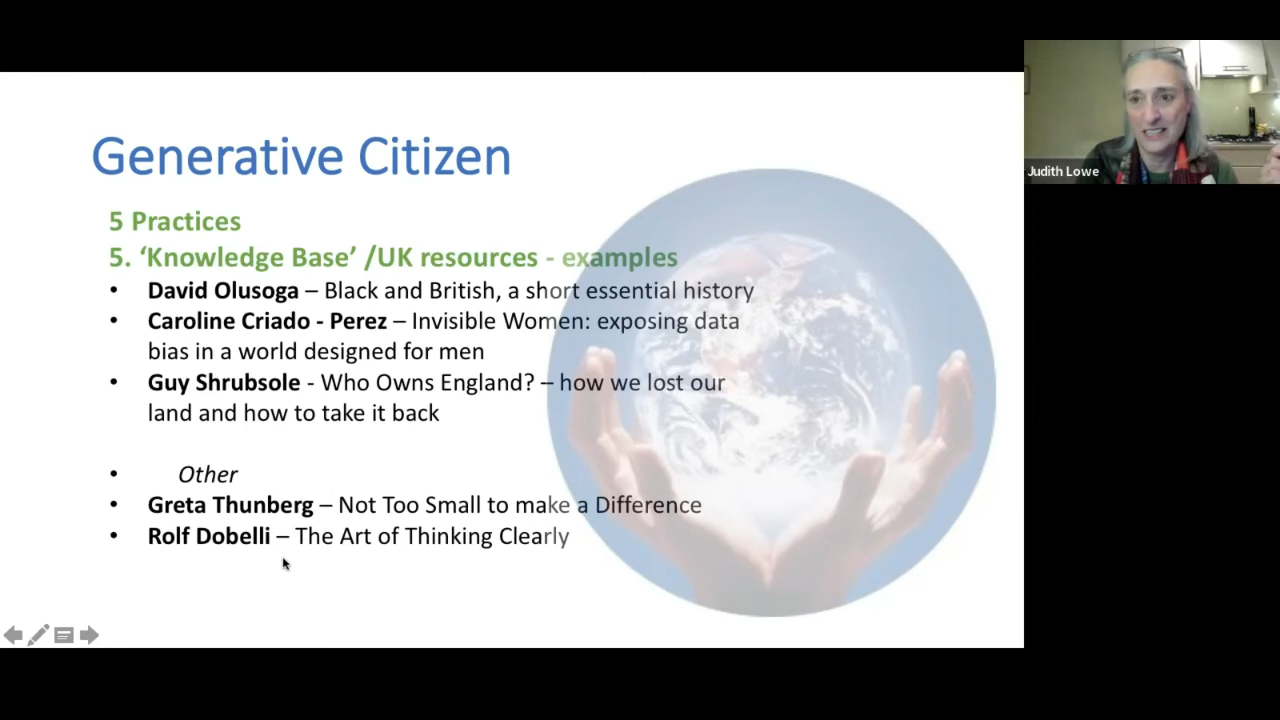 Generative Citizen
5 Practices
5. ‘Knowledge Base’ /UK resources - examples
• David Olusoga – Black and British, a short essential history
• Caroline Criado - Perez – Invisible Women: exposing data
bias in a world designed for men
• Guy Shrubsole - Who Owns England? – how we lost our
land and how to take it back
• Other
• Greta Thunberg – Not Too Small to make a Difference
• Rolf Dobelli – The Art of Thinking Clearly
Judith Lowe